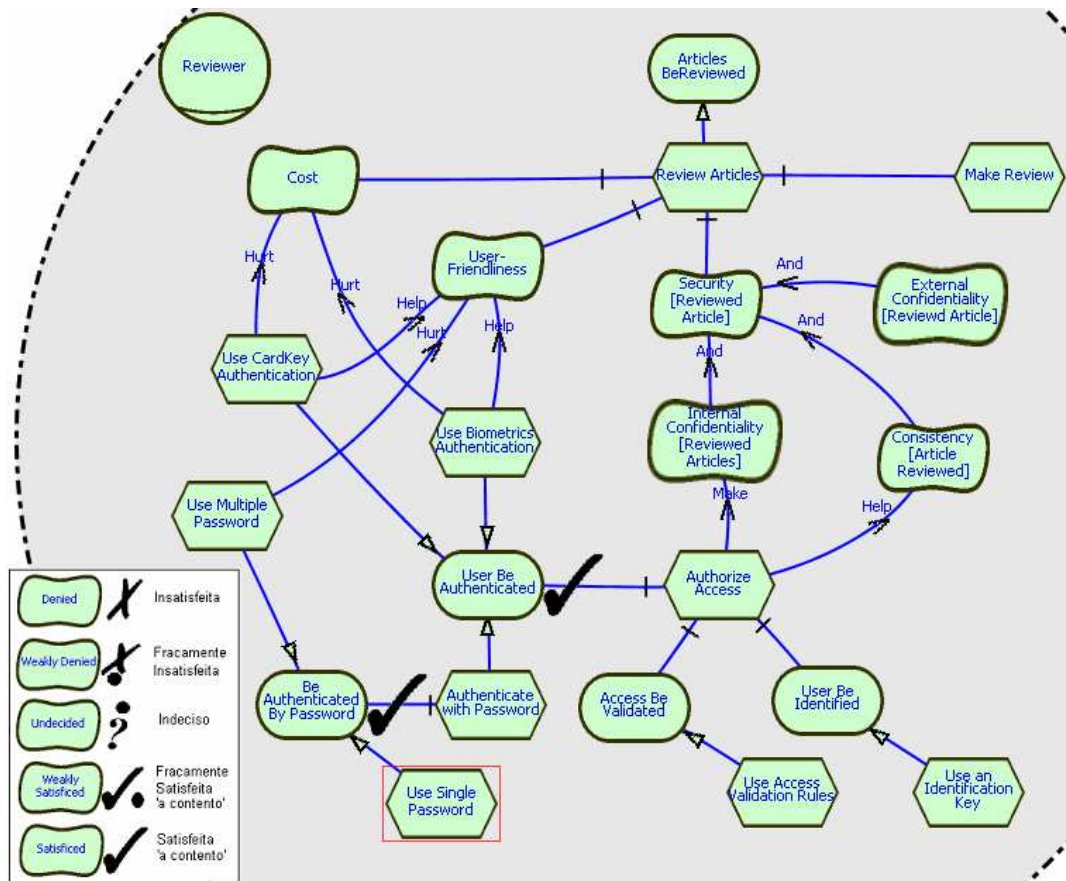 Reviewer
Articles
BeReviewed
Cost
Review Articles
Make Review
User-
Friendliness
Security
[Reviewed
Article]
And
External
Confidentiality
[Reviewd Article]
Hurt
Hurt
Help
Hurt
Help
And
And
Use CardKey
Authentication
Use Biometrics
Authentication
Internal
Confidentiality
[Reviewed
Articles]
Consistency
[Article
Reviewed]
Make
Help
Use Multiple
Password
User Be
Authenticated
Authorize
Access
Be
Authenticated
By Password
Authenticate
with Password
Access Be
Validated
User Be
Identified
Use Single
Password
Use Access
Validation Rules
Use an
Identification
Key
Denied
Insatisfeita
Weakly Denied
Fracamente
Insatisfeita
Undecided
Indeciso
Weakly
Satisficed
Fracamente
Satisfeita
'a contento'
Satisficed
Satisfeita
'a contento'